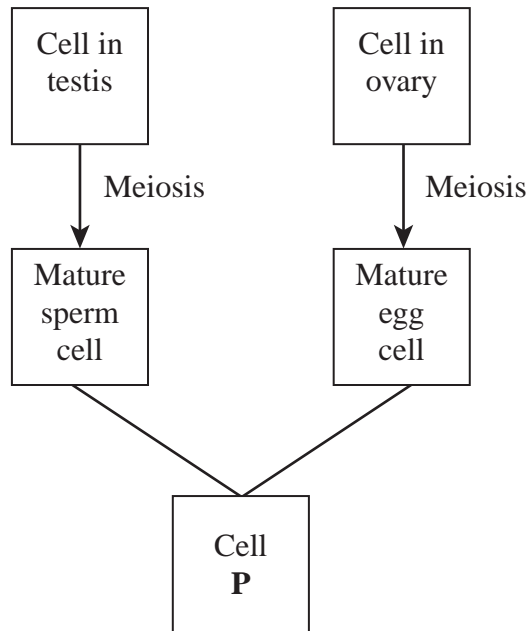 Cell in
testis
Cell in
ovary
Meiosis
Meiosis
Mature
sperm
cell
Mature
egg
cell
Cell
P